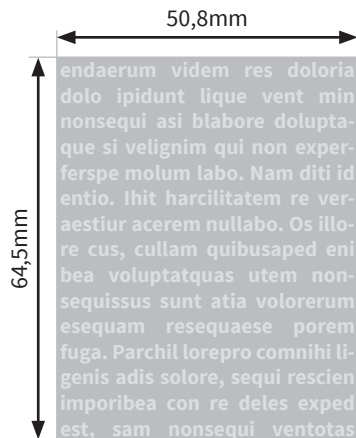 50,8mm
64,5mm
endaerum videm res doloria
dolo ipidunt lique vent min
nonsequi asi blabore dolupta-
que si velignim qui non exper-
ferspe molum labo. Nam diti id
entio. Ihit harcilitatem re ver-
aestiur acerem nullabo. Os illo-
re cus, cullam quibusaped eni
bea voluptatquas utem non-
sequissus sunt atia volorerum
esequam resequaese porem
fuga. Parchil lorepro comnihi li-
genis adis solore, sequi rescien
imporibea con re deles exped
est, sam nonsequi ventotas